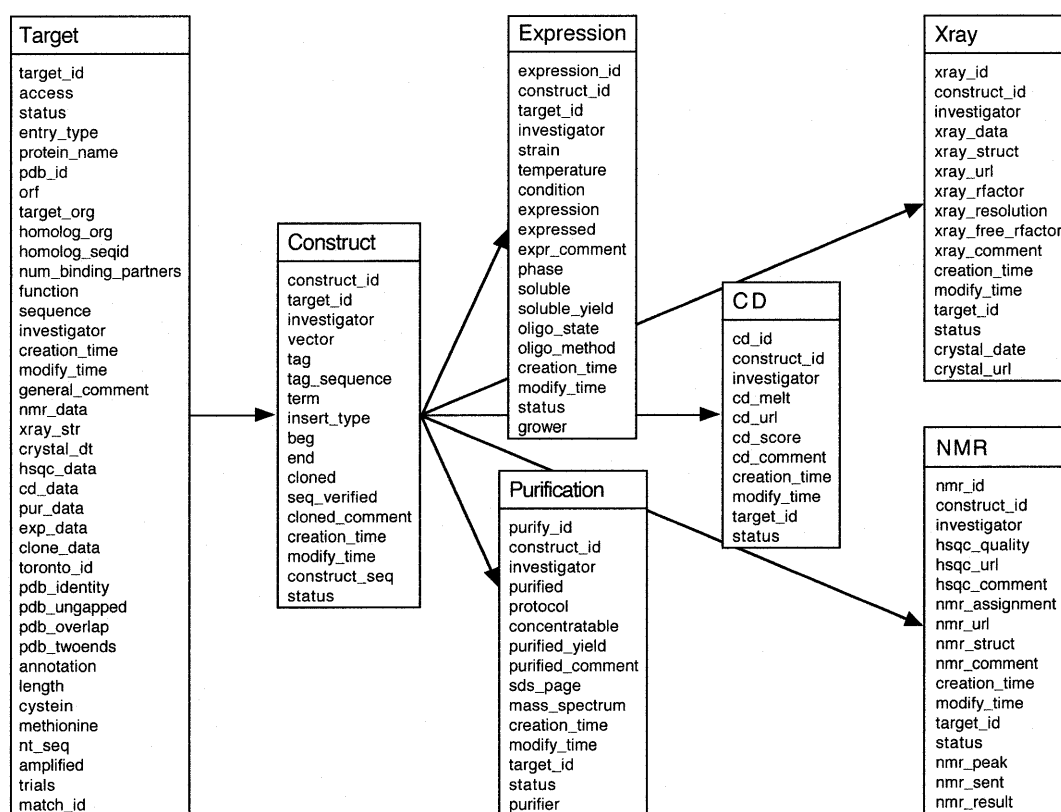 Target
target_id
access
status
entry_type
protein_name
pdb_id
orf
target_org
homolog_org
homolog_seqid
num_binding_partners
function
sequence
investigator
creation_time
modify_time
general_comment
nmr_data
xray_str
crystal_dt
hsqc_data
cd_data
pur_data
exp_data
clone_data
toronto_id
pdb_identity
pdb_ungapped
pdb_overlap
pdb_twoends
annotation
length
cystein
methionine
nt_seq
amplified
trials
match_id
Construct
construct_id
target_id
investigator
vector
tag
tag_sequence
term
insert_type
beg
end
cloned
seq_verified
cloned_comment
creation_time
modify_time
construct_seq
status
Expression
expression_id
construct_id
target_id
investigator
strain
temperature
condition
expression
expressed
expr_comment
phase
soluble
soluble_yield
oligo_state
oligo_method
creation_time
modify_time
status
grower
Purification
purify_id
construct_id
investigator
purified
protocol
concentratable
purified_yield
purified_comment
sds_page
mass_spectrum
creation_time
modify_time
target_id
status
purifier
CD
cd_id
construct_id
investigator
cd_melt
cd_url
cd_score
cd_comment
creation_time
modify_time
target_id
status
Xray
xray_id
construct_id
investigator
xray_data
xray_struct
xray_url
xray_rfactor
xray_resolution
xray_free_rfactor
xray_comment
creation_time
modify_time
target_id
status
crystal_date
crystal_url
NMR
nmr_id
construct_id
investigator
hsqc_quality
hsqc_url
hsqc_comment
nmr_assignment
nmr_url
nmr_struct
nmr_comment
creation_time
modify_time
target_id
status
nmr_peak
nmr_sent
nmr_result